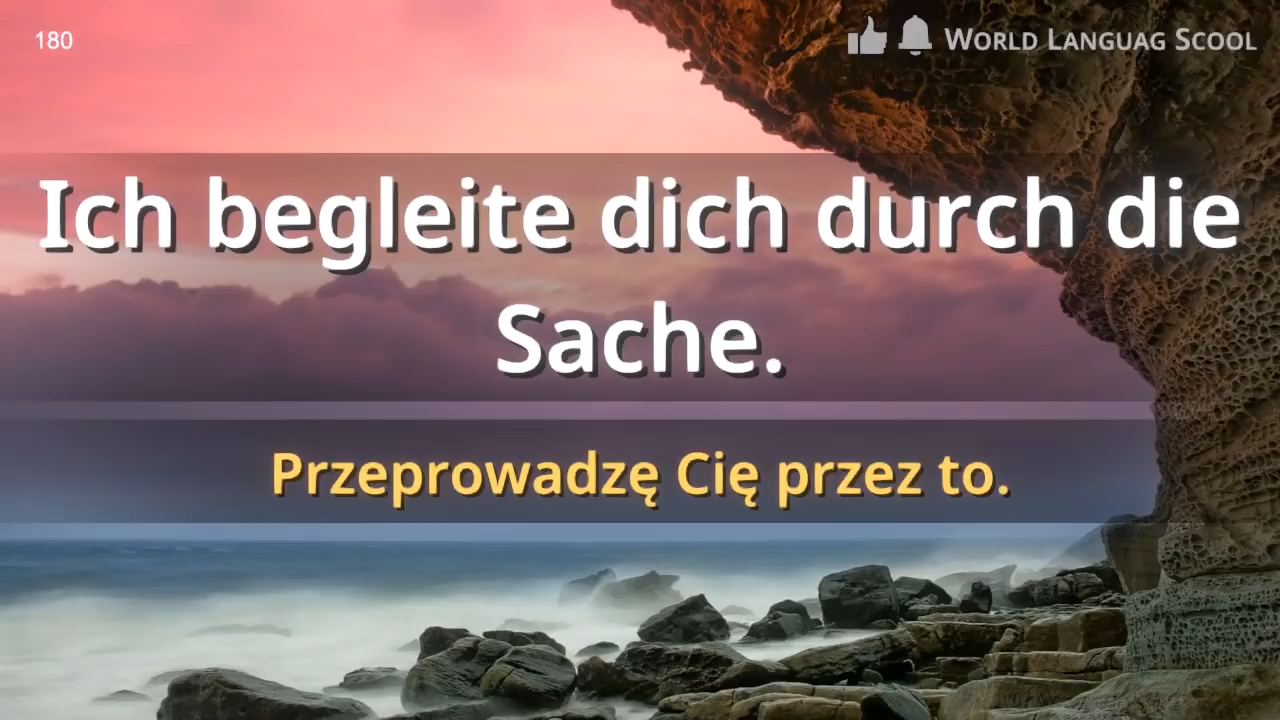 180
WORLD LANGUAG SCOOL
Ich begleite dich durch die
Sache.
Przeprowadzę Cię przez to.